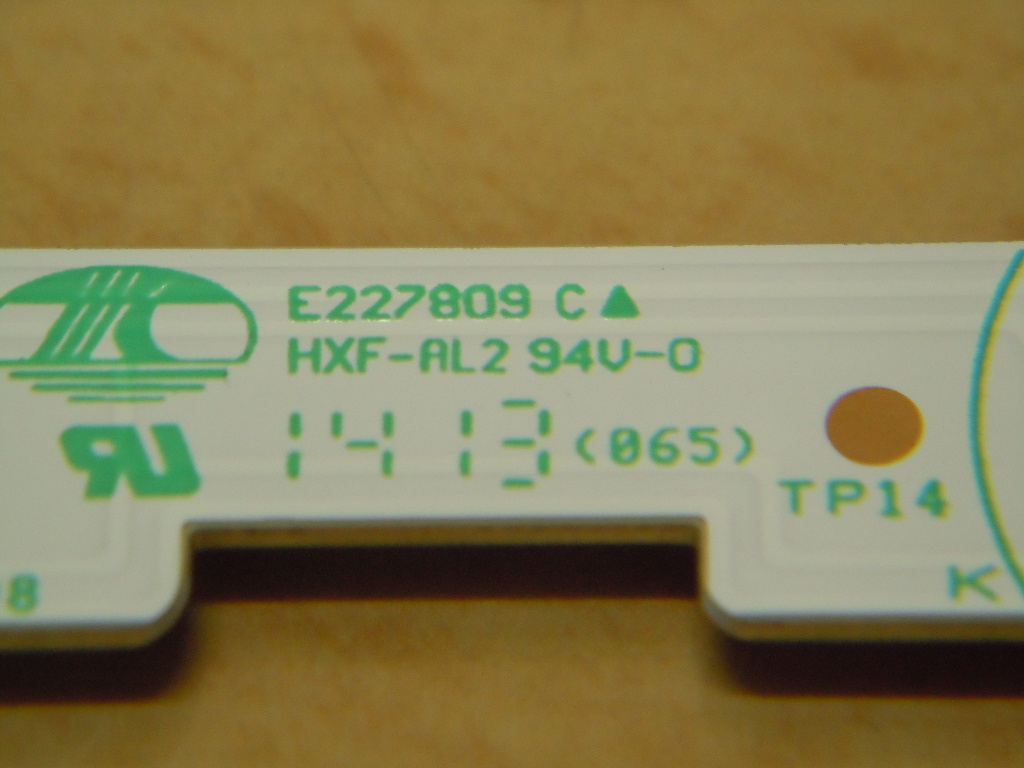 E227809 C▲
HXF-AL2 94V-0
1413 (065)
TP14
8
K